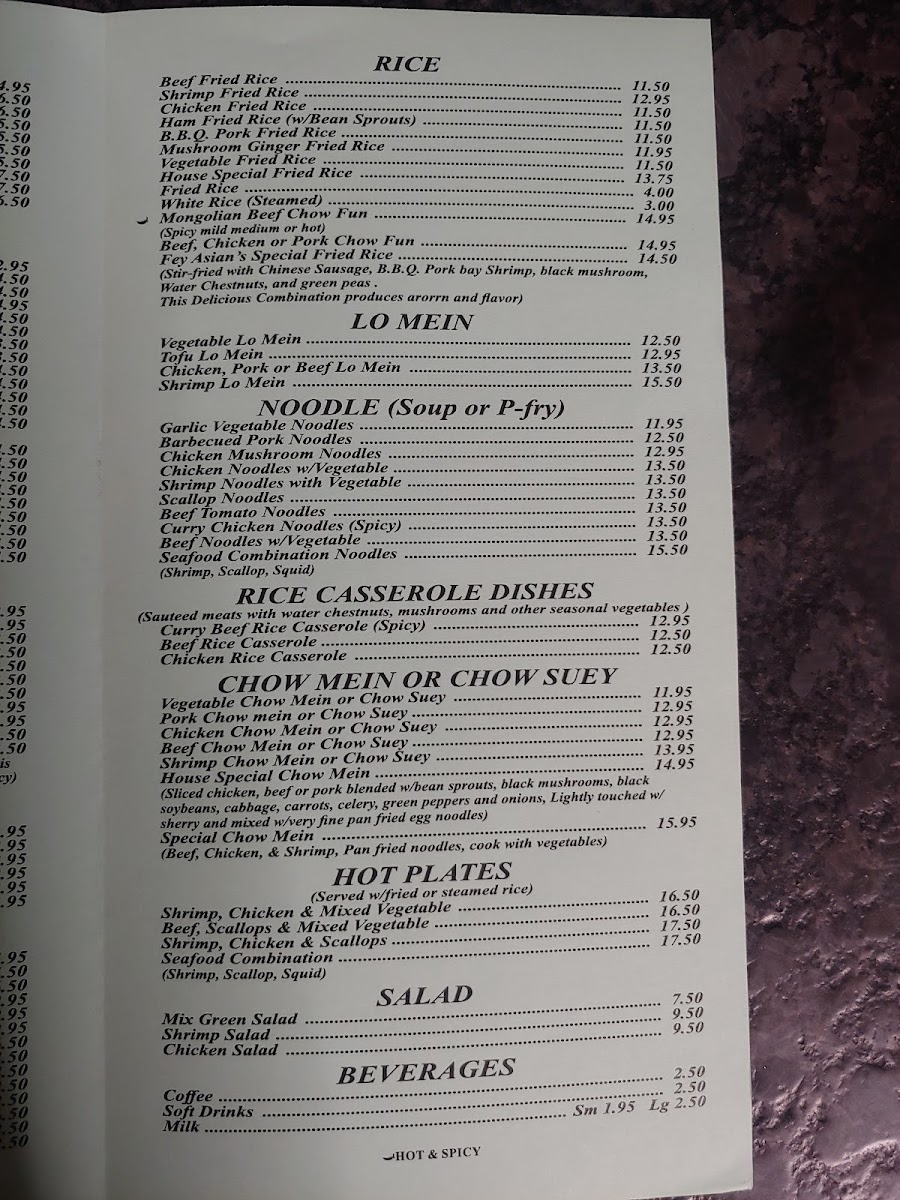 RICE
Beef Fried Rice 11.50
Shrimp Fried Rice 12.95
Chicken Fried Rice 11.50
Ham Fried Rice (w/Bean Sprouts) 11.50
B.B.Q. Pork Fried Rice 11.50
Mushroom Ginger Fried Rice 11.95
Vegetable Fried Rice 11.50
House Special Fried Rice 13.75
Fried Rice 4.00
White Rice (Steamed) 3.00
Mongolian Beef Chow Fun 14.95
(Spicy mild medium or hot)
Beef, Chicken or Pork Chow Fun 14.95
Fey Asian's Special Fried Rice 14.50
(Stir-fried with Chinese Sausage, B.B.Q. Pork bay Shrimp, black mushroom,
Water Chestnuts, and green peas .
This Delicious Combination produces arorrn and flavor)
LO MEIN
Vegetable Lo Mein 12.50
Tofu Lo Mein 12.95
Chicken, Pork or Beef Lo Mein 13.50
Shrimp Lo Mein 15.50
NOODLE (Soup or P-fry)
Garlic Vegetable Noodles 11.95
Barbecued Pork Noodles 12.50
Chicken Mushroom Noodles 12.95
Chicken Noodles w/Vegetable 13.50
Shrimp Noodles with Vegetable 13.50
Scallop Noodles 13.50
Beef Tomato Noodles 13.50
Curry Chicken Noodles (Spicy) 13.50
Beef Noodles w/Vegetable 13.50
Seafood Combination Noodles 15.50
(Shrimp, Scallop, Squid)
RICE CASSEROLE DISHES
(Sauteed meats with water chestnuts, mushrooms and other seasonal vegetables )
Curry Beef Rice Casserole (Spicy) 12.95
Beef Rice Casserole 12.50
Chicken Rice Casserole 12.50
CHOW MEIN OR CHOW SUEY
Vegetable Chow Mein or Chow Suey 11.95
Pork Chow mein or Chow Suey 12.95
Chicken Chow Mein or Chow Suey 12.95
Beef Chow Mein or Chow Suey 12.95
Shrimp Chow Mein or Chow Suey 13.95
House Special Chow Mein 14.95
(Sliced chicken, beef or pork blended w/bean sprouts, black mushrooms, black
soybeans, cabbage, carrots, celery, green peppers and onions, Lightly touched w/
sherry and mixed w/very fine pan fried egg noodles)
Special Chow Mein 15.95
(Beef, Chicken, & Shrimp, Pan fried noodles, cook with vegetables)
HOT PLATES
(Served w/fried or steamed rice)
Shrimp, Chicken & Mixed Vegetable 16.50
Beef, Scallops & Mixed Vegetable 16.50
Shrimp, Chicken & Scallops 17.50
Seafood Combination 17.50
(Shrimp, Scallop, Squid)
SALAD
Mix Green Salad 7.50
Shrimp Salad 9.50
Chicken Salad 9.50
BEVERAGES
Coffee 2.50
Soft Drinks 2.50
Milk Sm 1.95 Lg 2.50
HOT & SPICY